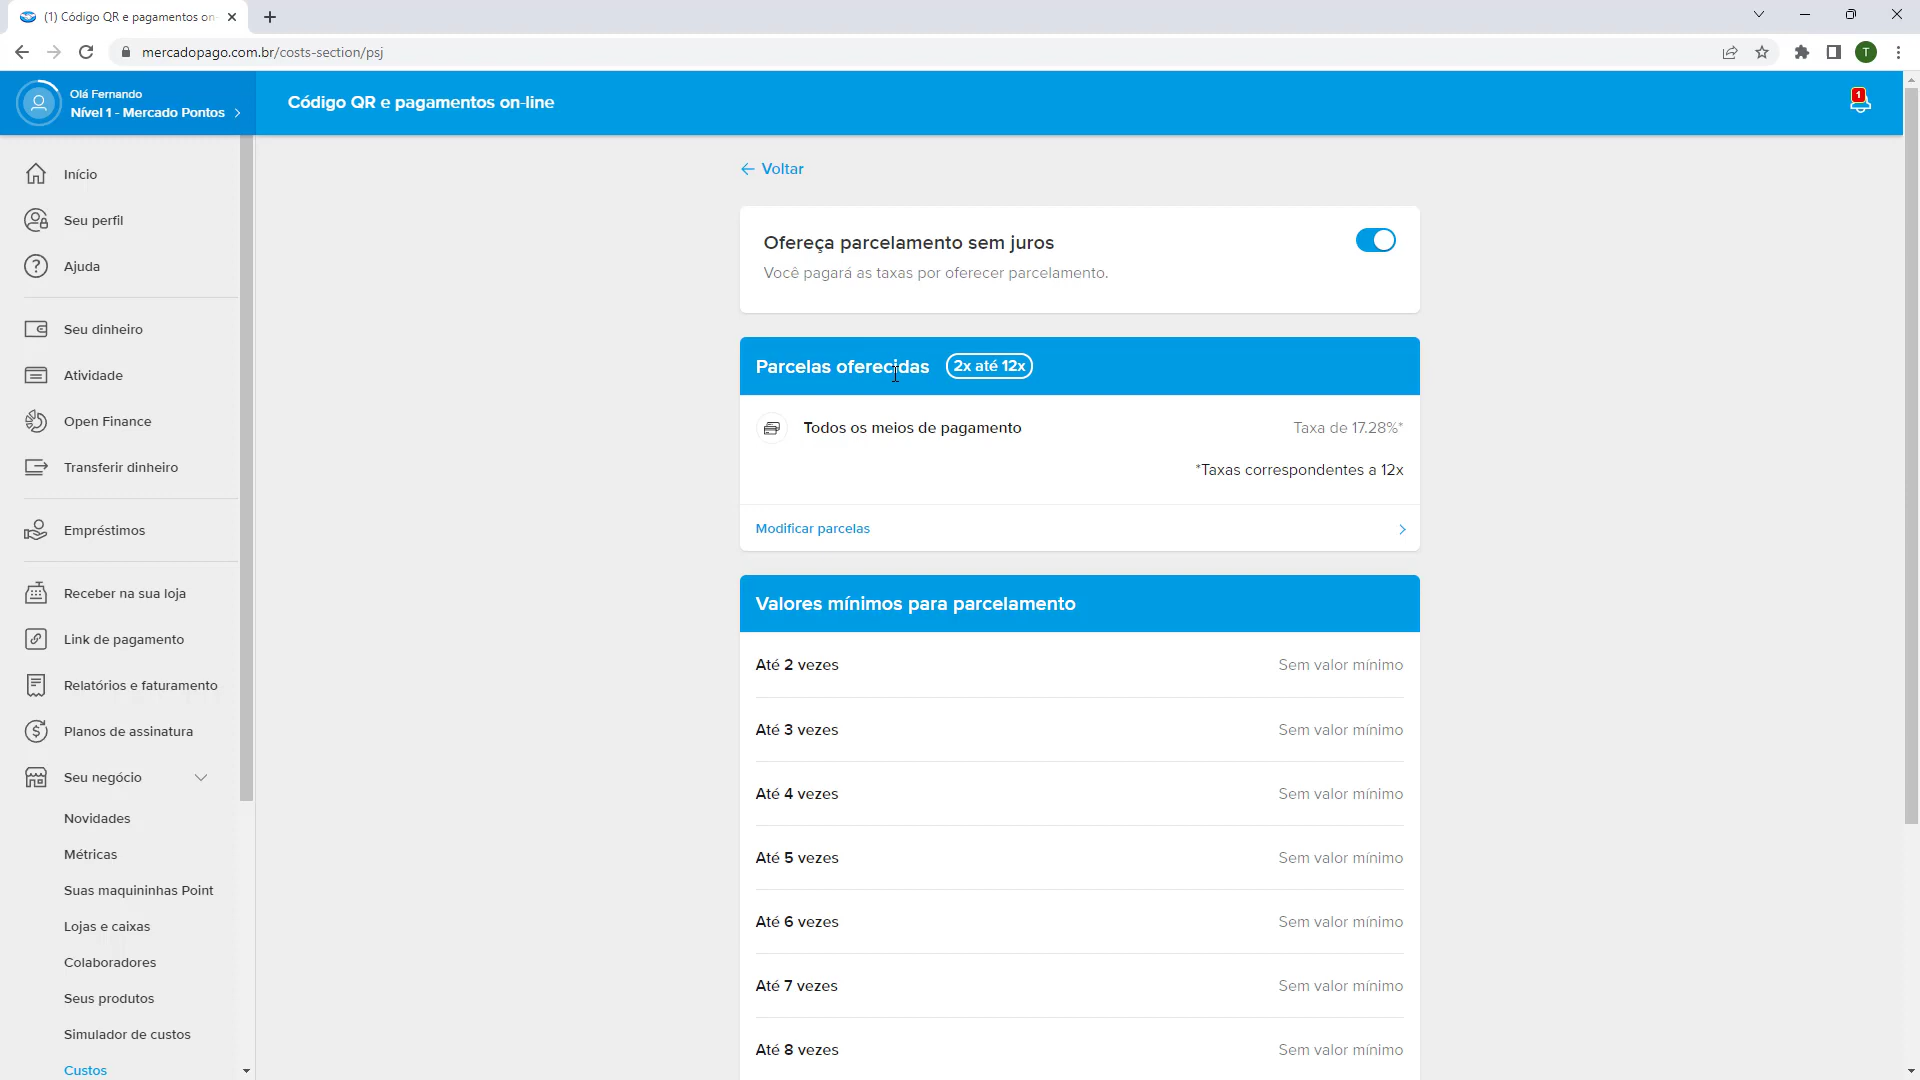 (1) Código QR e pagamentos on-
mercadopago.com.br/costs-section/psj
T
Olá Fernando
Nível 1 - Mercado Pontos
Código QR e pagamentos on-line
1
Início
Seu perfil
Ajuda
Seu dinheiro
Atividade
Open Finance
Transferir dinheiro
Empréstimos
Receber na sua loja
Link de pagamento
Relatórios e faturamento
Planos de assinatura
Seu negócio
Novidades
Métricas
Suas maquininhas Point
Lojas e caixas
Colaboradores
Seus produtos
Simulador de custos
Custos
Voltar
Ofereça parcelamento sem juros
Você pagará as taxas por oferecer parcelamento.
Parcelas oferecidas 2x até 12x
Todos os meios de pagamento Taxa de 17.28%*
*Taxas correspondentes a 12x
Modificar parcelas
Valores mínimos para parcelamento
Até 2 vezes Sem valor mínimo
Até 3 vezes Sem valor mínimo
Até 4 vezes Sem valor mínimo
Até 5 vezes Sem valor mínimo
Até 6 vezes Sem valor mínimo
Até 7 vezes Sem valor mínimo
Até 8 vezes Sem valor mínimo